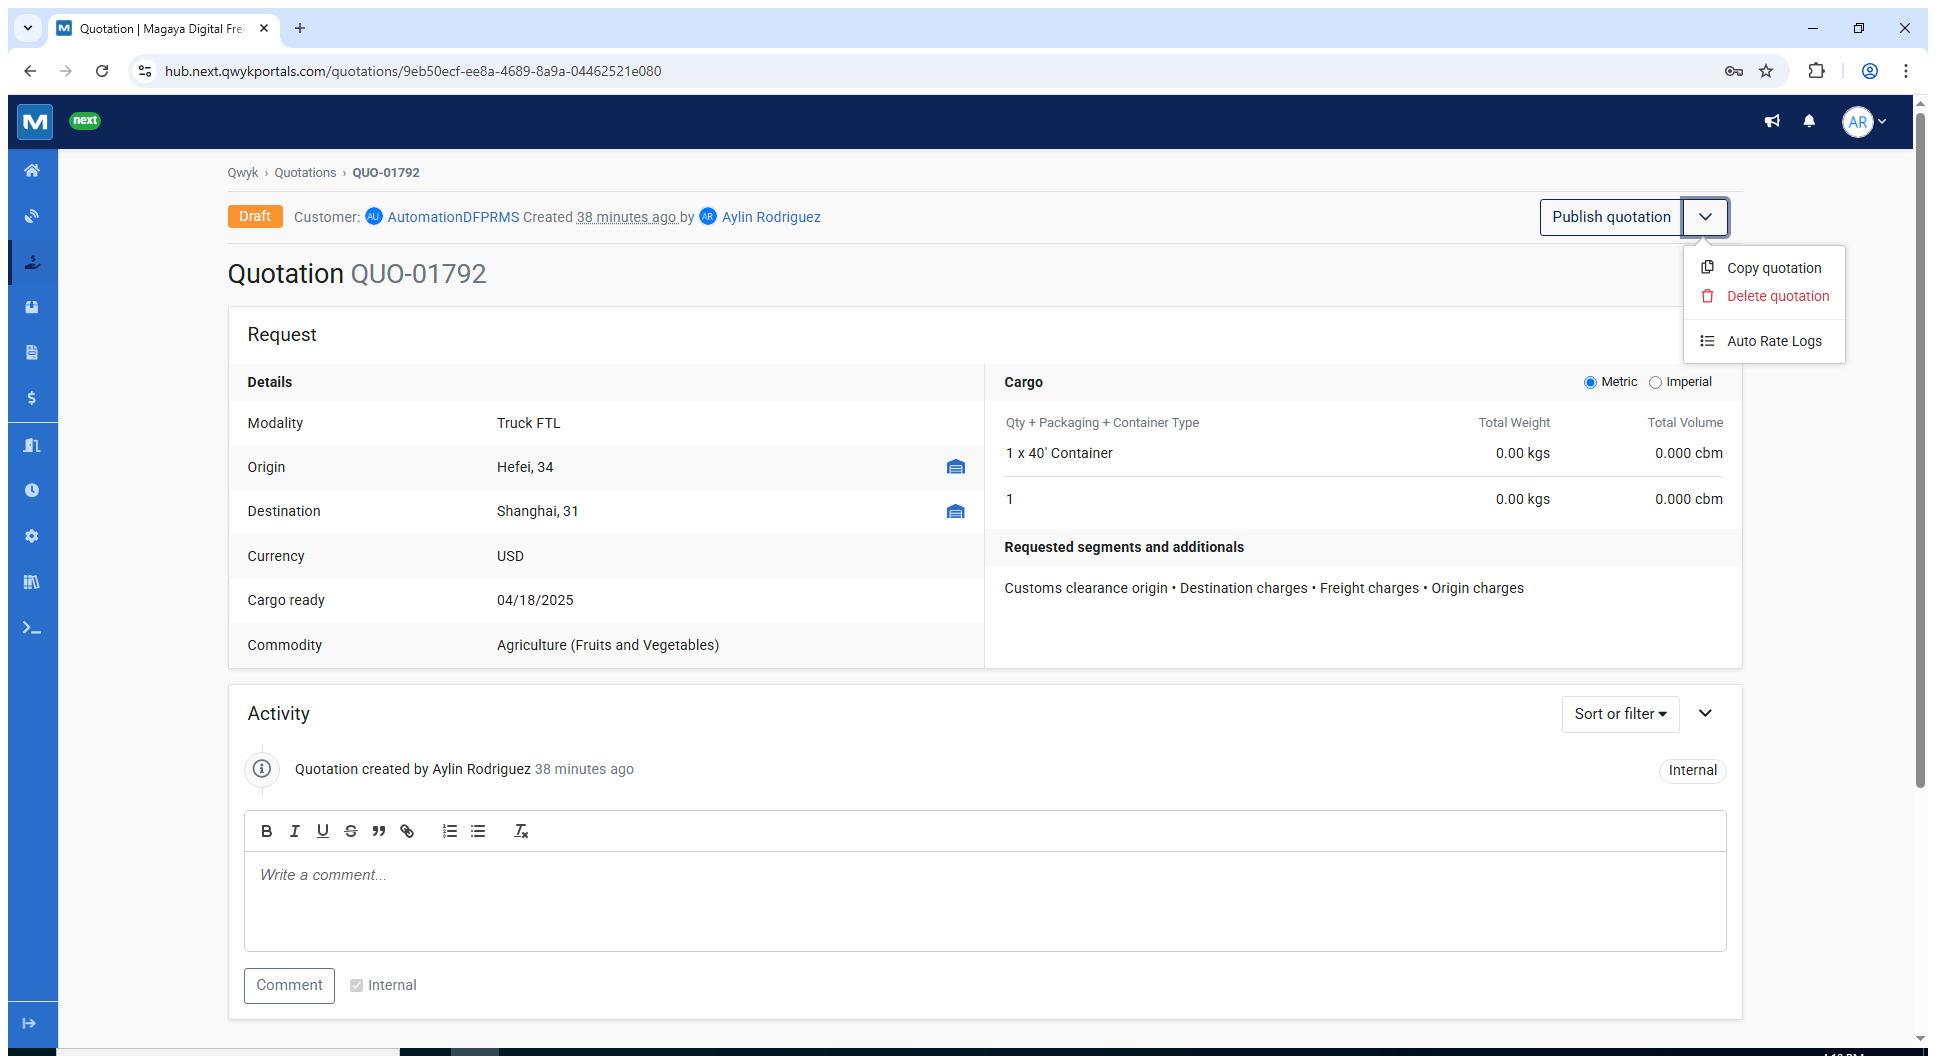 Quotation | Magaya Digital Frei
hub.next.qwykportals.com/quotations/9eb50ecf-ee8a-4689-8a9a-04462521e080
M next AR
Qwyk › Quotations › QUO-01792
Draft Customer: AU AutomationDFPRMS Created 38 minutes ago by AR Aylin Rodriguez Publish quotation
Copy quotation
Delete quotation
Auto Rate Logs
Quotation QUO-01792
Request
Details
Modality Truck FTL
Origin Hefei, 34
Destination Shanghai, 31
Currency USD
Cargo ready 04/18/2025
Commodity Agriculture (Fruits and Vegetables)
Cargo Metric Imperial
Qty + Packaging + Container Type Total Weight Total Volume
1 x 40' Container 0.00 kgs 0.000 cbm
1 0.00 kgs 0.000 cbm
Requested segments and additionals
Customs clearance origin • Destination charges • Freight charges • Origin charges
Activity Sort or filter
Quotation created by Aylin Rodriguez 38 minutes ago Internal
Write a comment...
Comment Internal